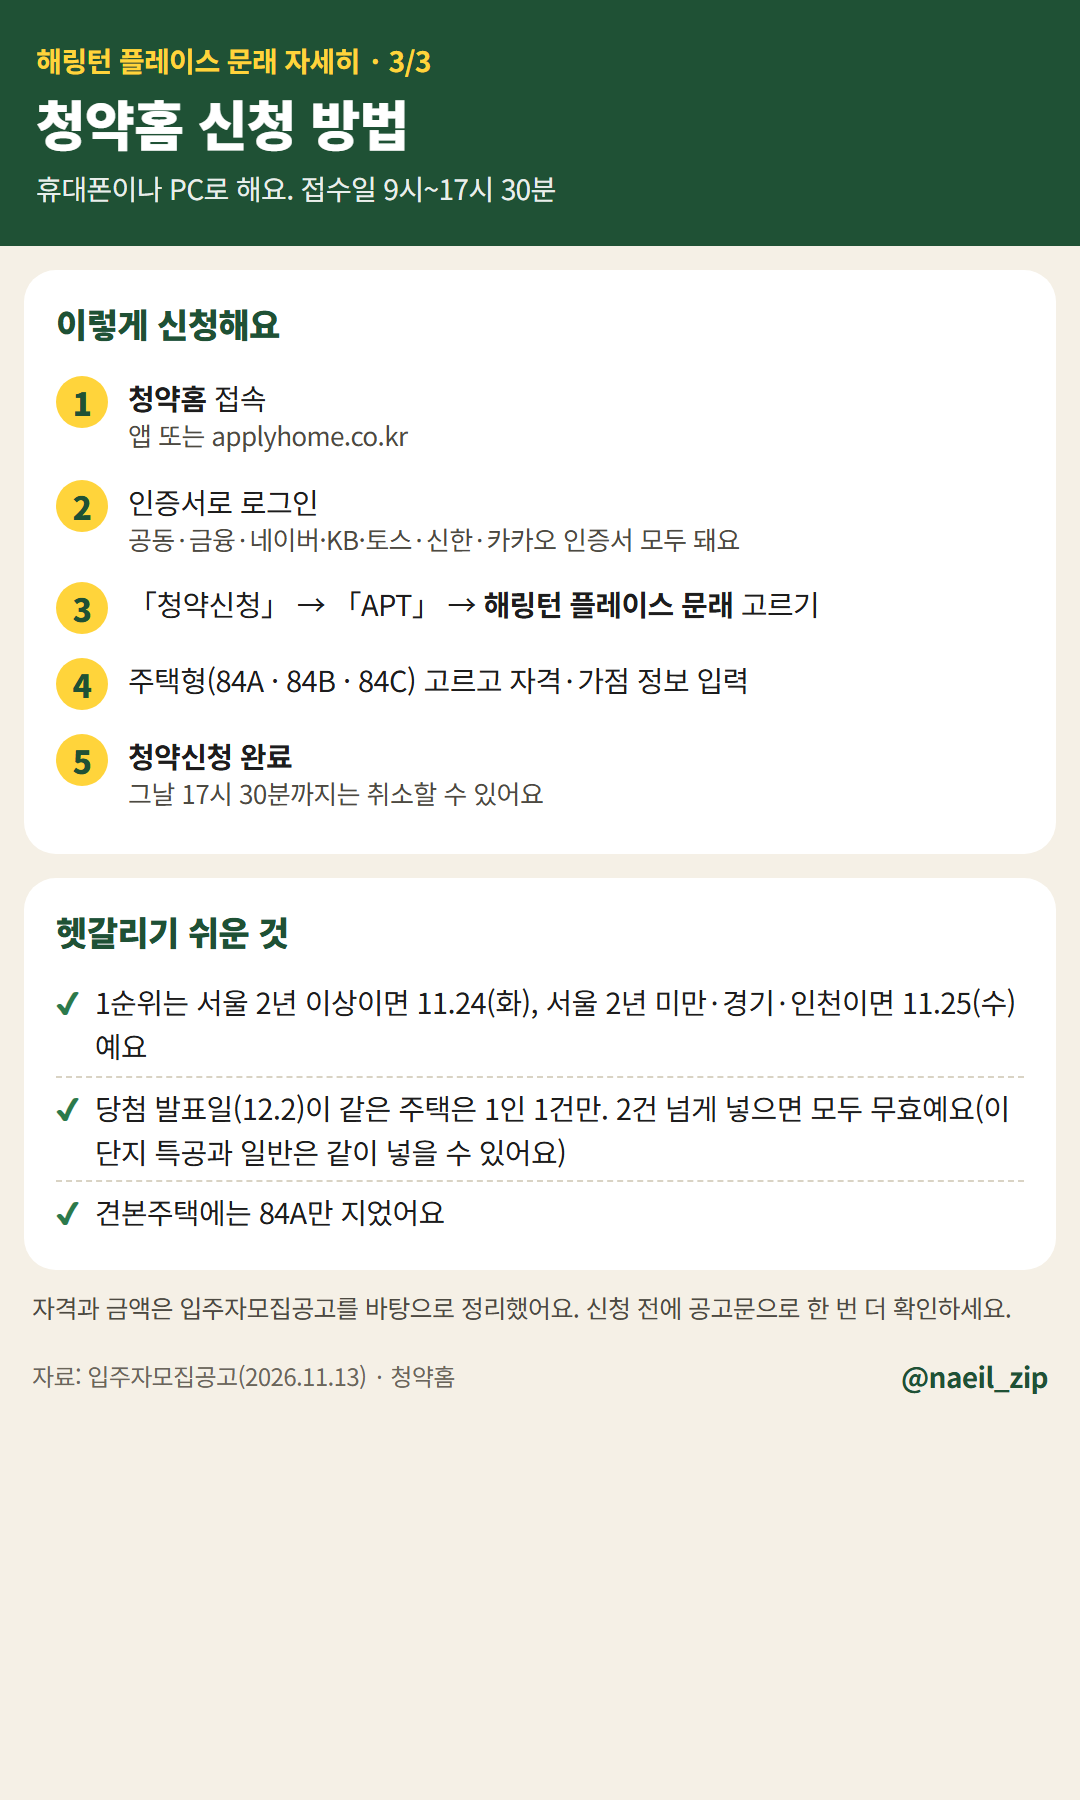 해링턴 플레이스 문래 자세히 · 3/3
청약홈 신청 방법
휴대폰이나 PC로 해요. 접수일 9시~17시 30분
이렇게 신청해요
1 청약홈 접속
앱 또는 applyhome.co.kr
2 인증서로 로그인
공동·금융·네이버·KB·토스·신한·카카오 인증서 모두 돼요
3 「청약신청」 → 「APT」 → 해링턴 플레이스 문래 고르기
4 주택형(84A · 84B · 84C) 고르고 자격·가점 정보 입력
5 청약신청 완료
그날 17시 30분까지는 취소할 수 있어요
헷갈리기 쉬운 것
✔ 1순위는 서울 2년 이상이면 11.24(화), 서울 2년 미만·경기·인천이면 11.25(수)
예요
✔ 당첨 발표일(12.2)이 같은 주택은 1인 1건만. 2건 넘게 넣으면 모두 무효예요(이
단지 특공과 일반은 같이 넣을 수 있어요)
✔ 견본주택에는 84A만 지었어요
자격과 금액은 입주자모집공고를 바탕으로 정리했어요. 신청 전에 공고문으로 한 번 더 확인하세요.
자료: 입주자모집공고(2026.11.13) · 청약홈
@naeil_zip